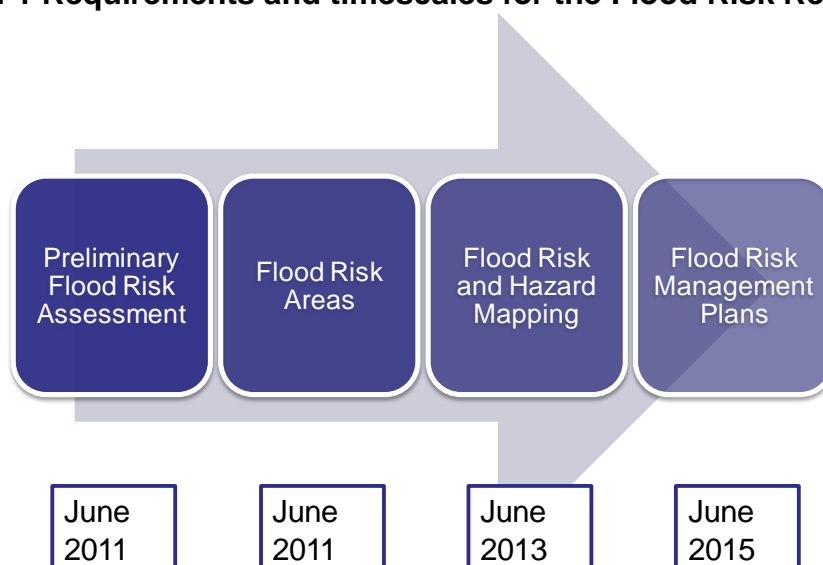 Requirements and timescales for the Flood Risk
Preliminary
Flood Risk
Assessment
Flood Risk
Areas
Flood Risk
and Hazard
Mapping
Flood Risk
Management
Plans
June
2011
June
2011
June
2013
June
2015